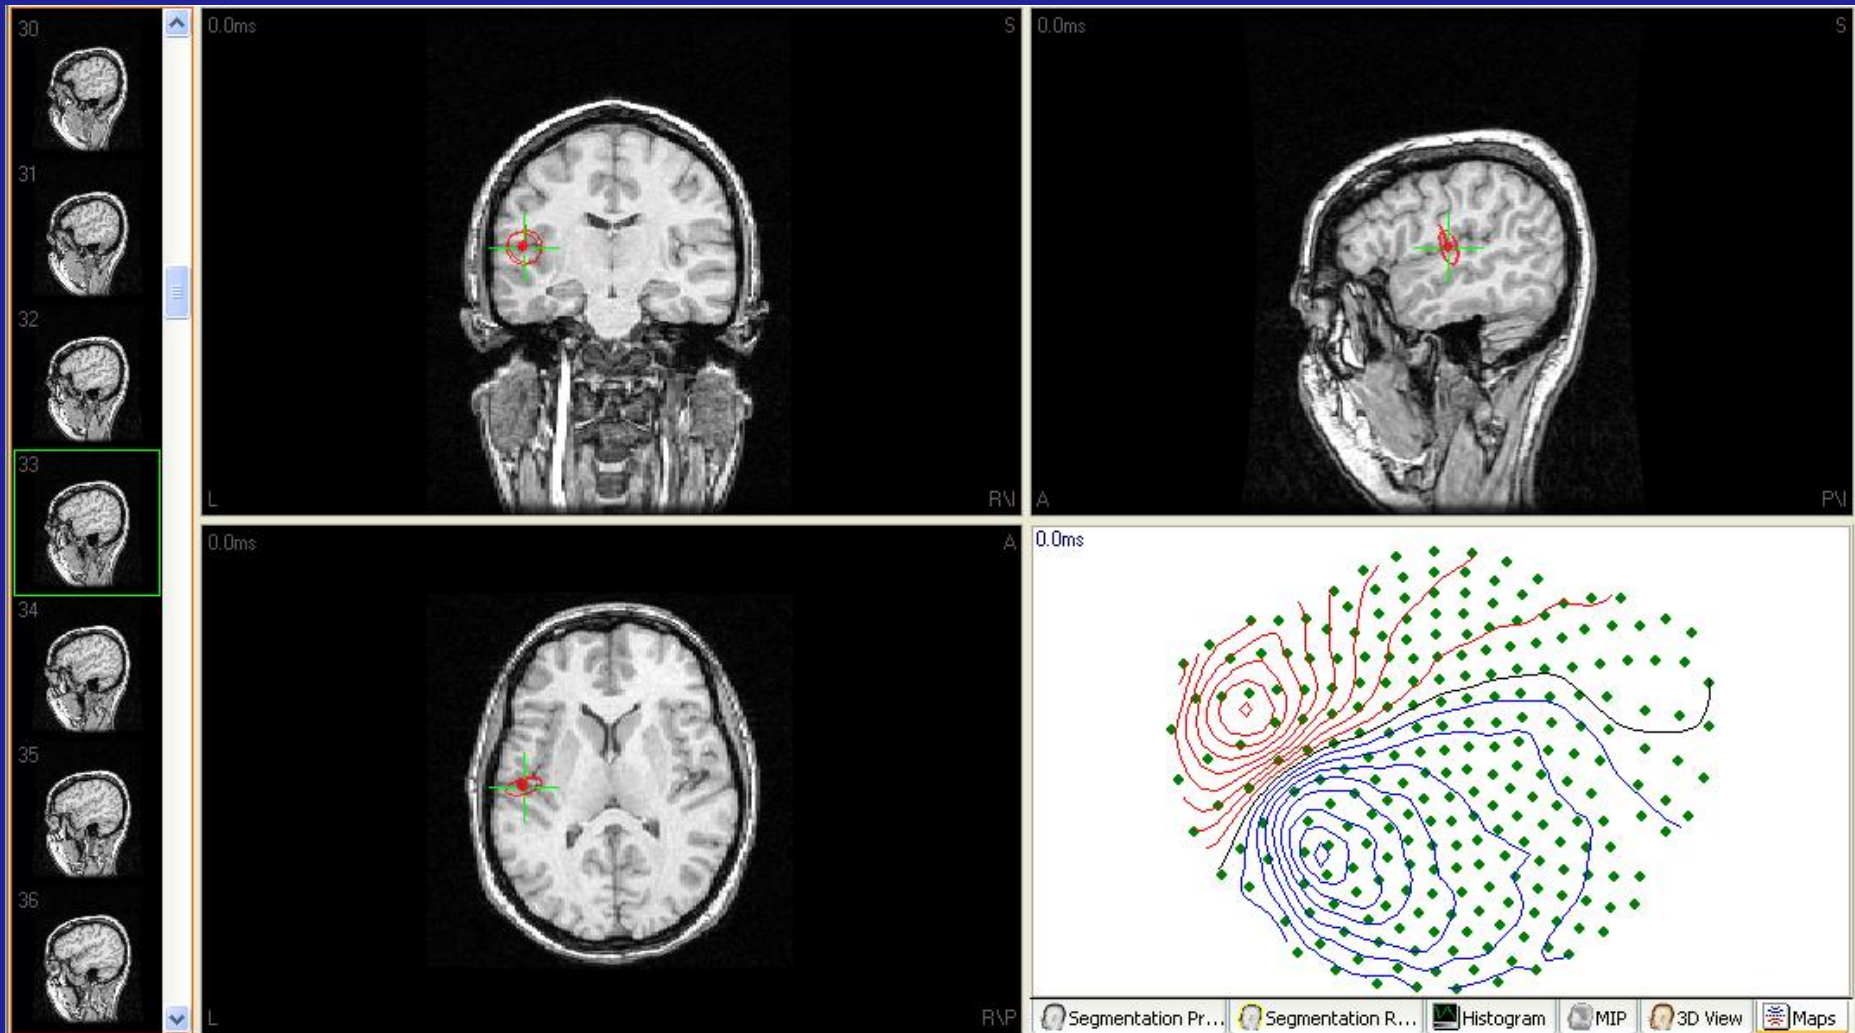 30
31
32
33
34
35
36
0.0ms
S
L
R\I
0.0ms
S
A
P\I
0.0ms
A
L
R\P
0.0ms
Segmentation Pr...
Segmentation R...
Histogram
MIP
3D View
Maps